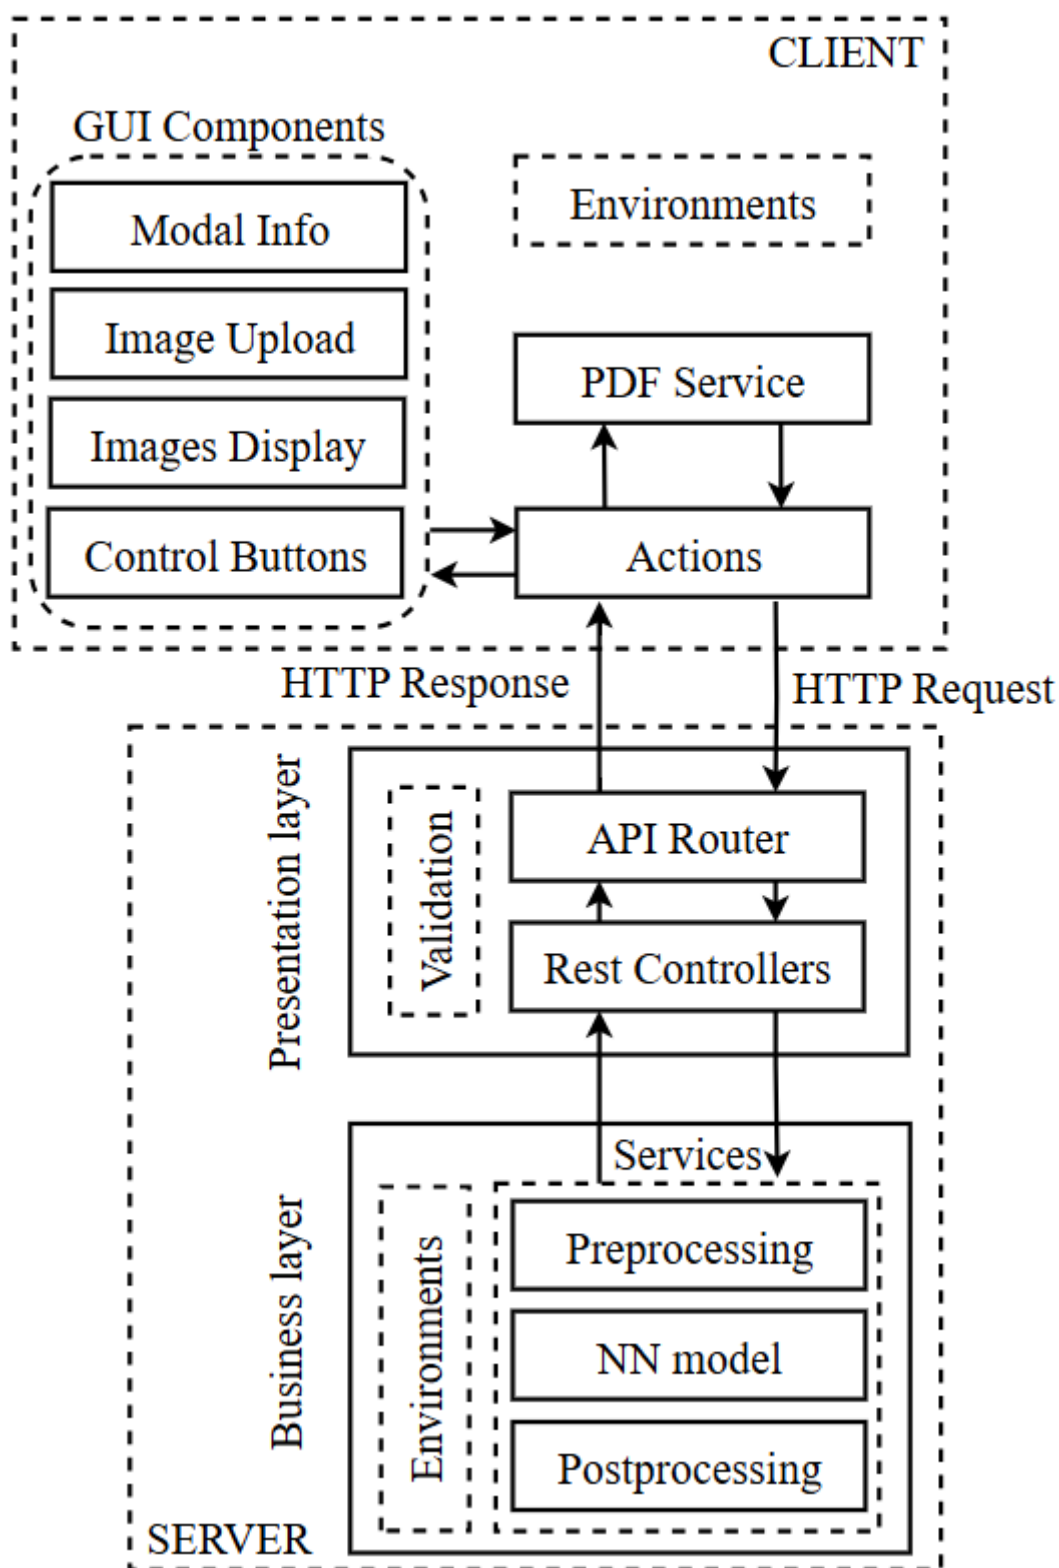 CLIENT
GUI Components
Modal Info
Image Upload
Images Display
Control Buttons
Environments
PDF Service
Actions
HTTP Response
HTTP Request
Presentation layer
Validation
API Router
Rest Controllers
Business layer
Environments
Services
Preprocessing
NN model
Postprocessing
SERVER